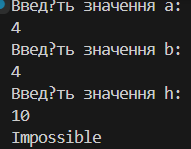 Введ?ть значення a:
4
Введ?ть значення b:
4
Введ?ть значення h:
10
Impossible